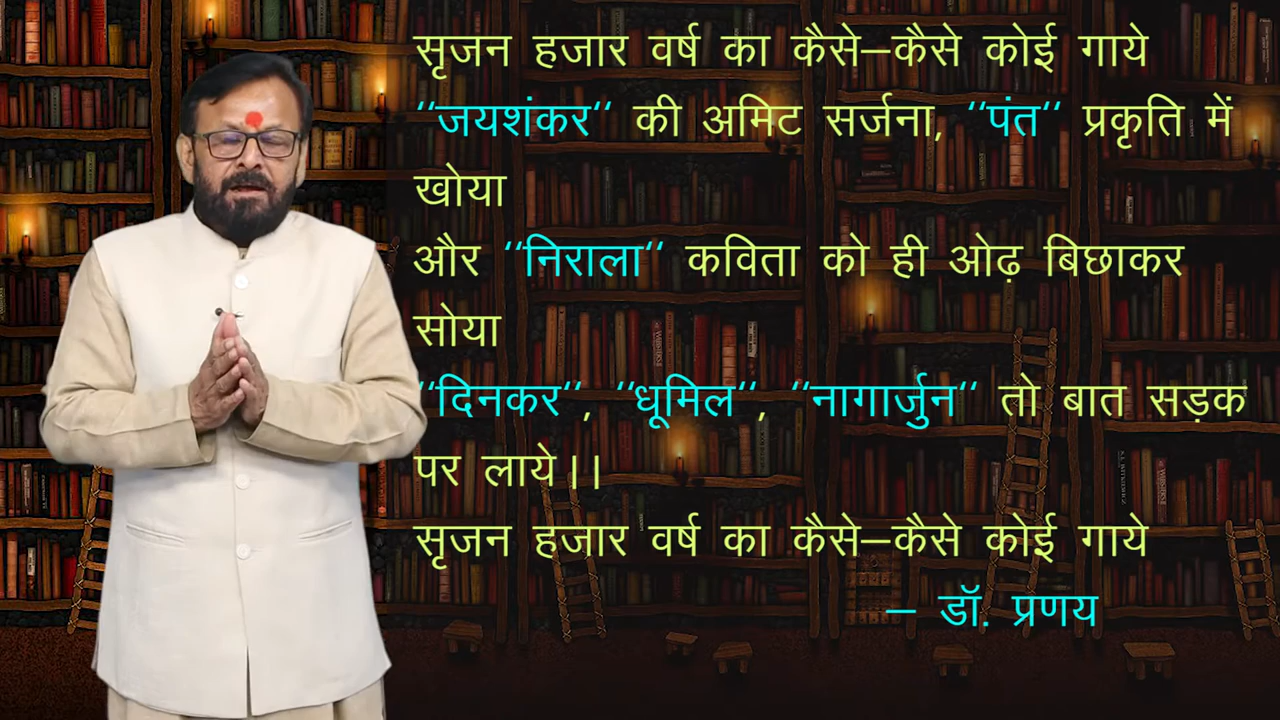 सृजन हजार वर्ष का कैसे–कैसे कोई गाये
‘‘जयशंकर‘‘ की अमिट सर्जना, ‘‘पंत‘‘ प्रकृति में
खोया
और ‘‘निराला‘‘ कविता को ही ओढ़ बिछाकर
सोया
‘‘दिनकर‘‘, ‘‘धूमिल‘‘, ‘‘नागार्जुन‘‘ तो बात सड़क
पर लाये।।
सृजन हजार वर्ष का कैसे–कैसे कोई गाये
– डॉ. प्रणय